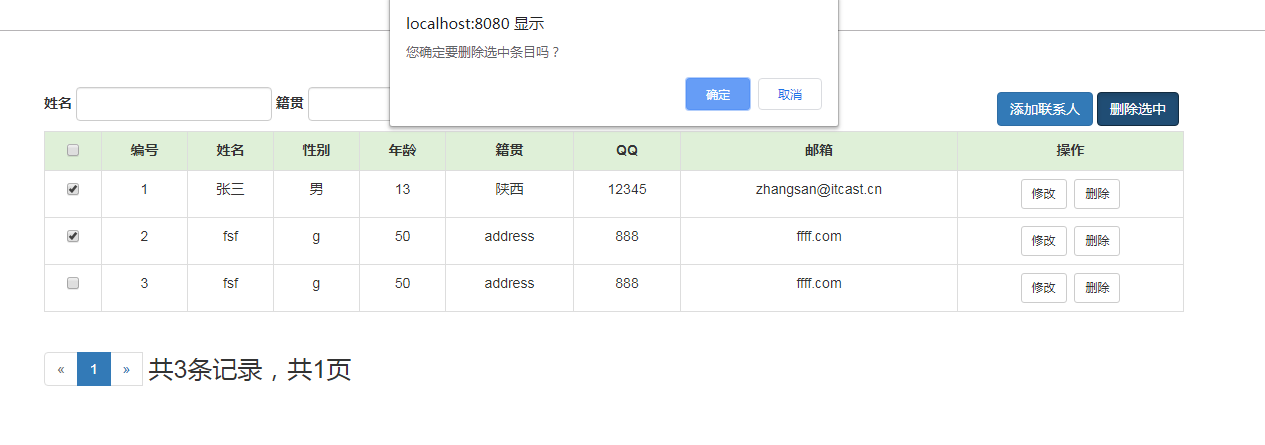 localhost:8080 显示
您确定要删除选中条目吗？
确定 取消
姓名 籍贯 添加联系人 删除选中
编号 姓名 性别 年龄 籍贯 QQ 邮箱 操作
1 张三 男 13 陕西 12345 zhangsan@itcast.cn 修改 删除
2 fsf g 50 address 888 ffff.com 修改 删除
3 fsf g 50 address 888 ffff.com 修改 删除
« 1 » 共3条记录，共1页